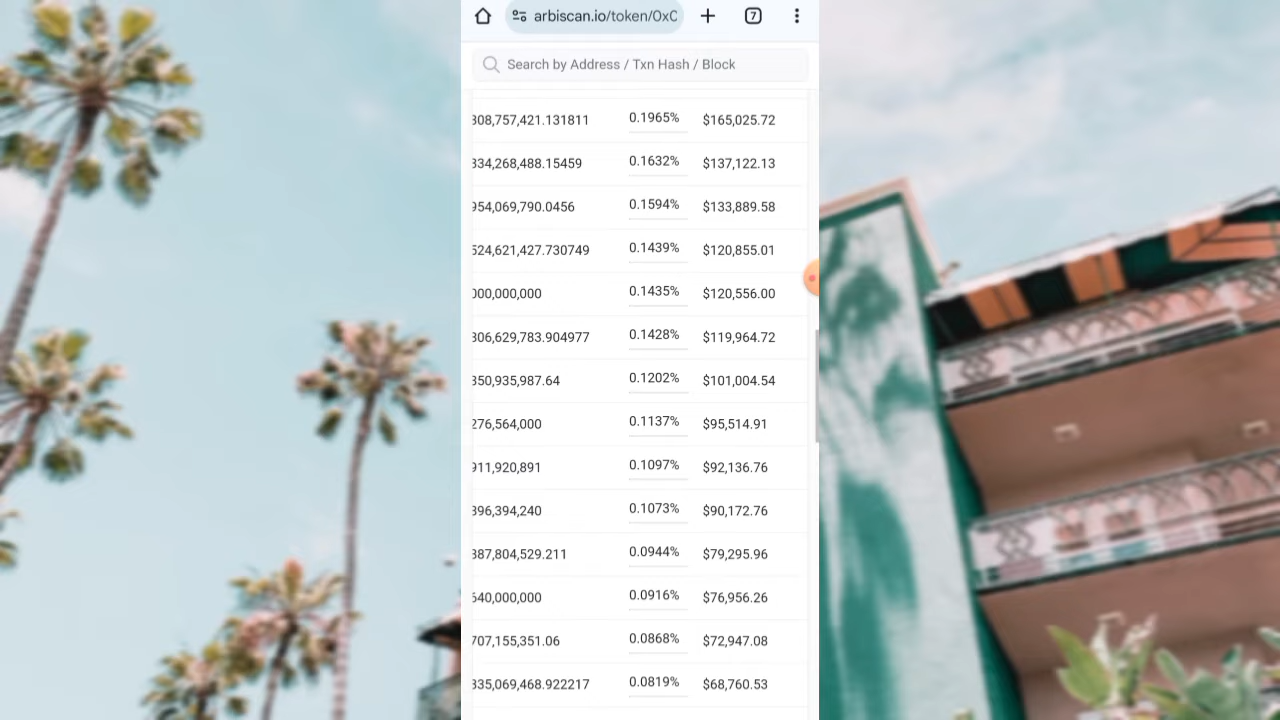 arbiscan.io/token/0xC
7
Search by Address / Txn Hash / Block
308,757,421.131811 0.1965% $165,025.72
334,268,488.15459 0.1632% $137,122.13
954,069,790.0456 0.1594% $133,889.58
524,621,427.730749 0.1439% $120,855.01
000,000,000 0.1435% $120,556.00
306,629,783.904977 0.1428% $119,964.72
350,935,987.64 0.1202% $101,004.54
276,564,000 0.1137% $95,514.91
911,920,891 0.1097% $92,136.76
396,394,240 0.1073% $90,172.76
387,804,529.211 0.0944% $79,295.96
640,000,000 0.0916% $76,956.26
707,155,351.06 0.0868% $72,947.08
335,069,468.922217 0.0819% $68,760.53